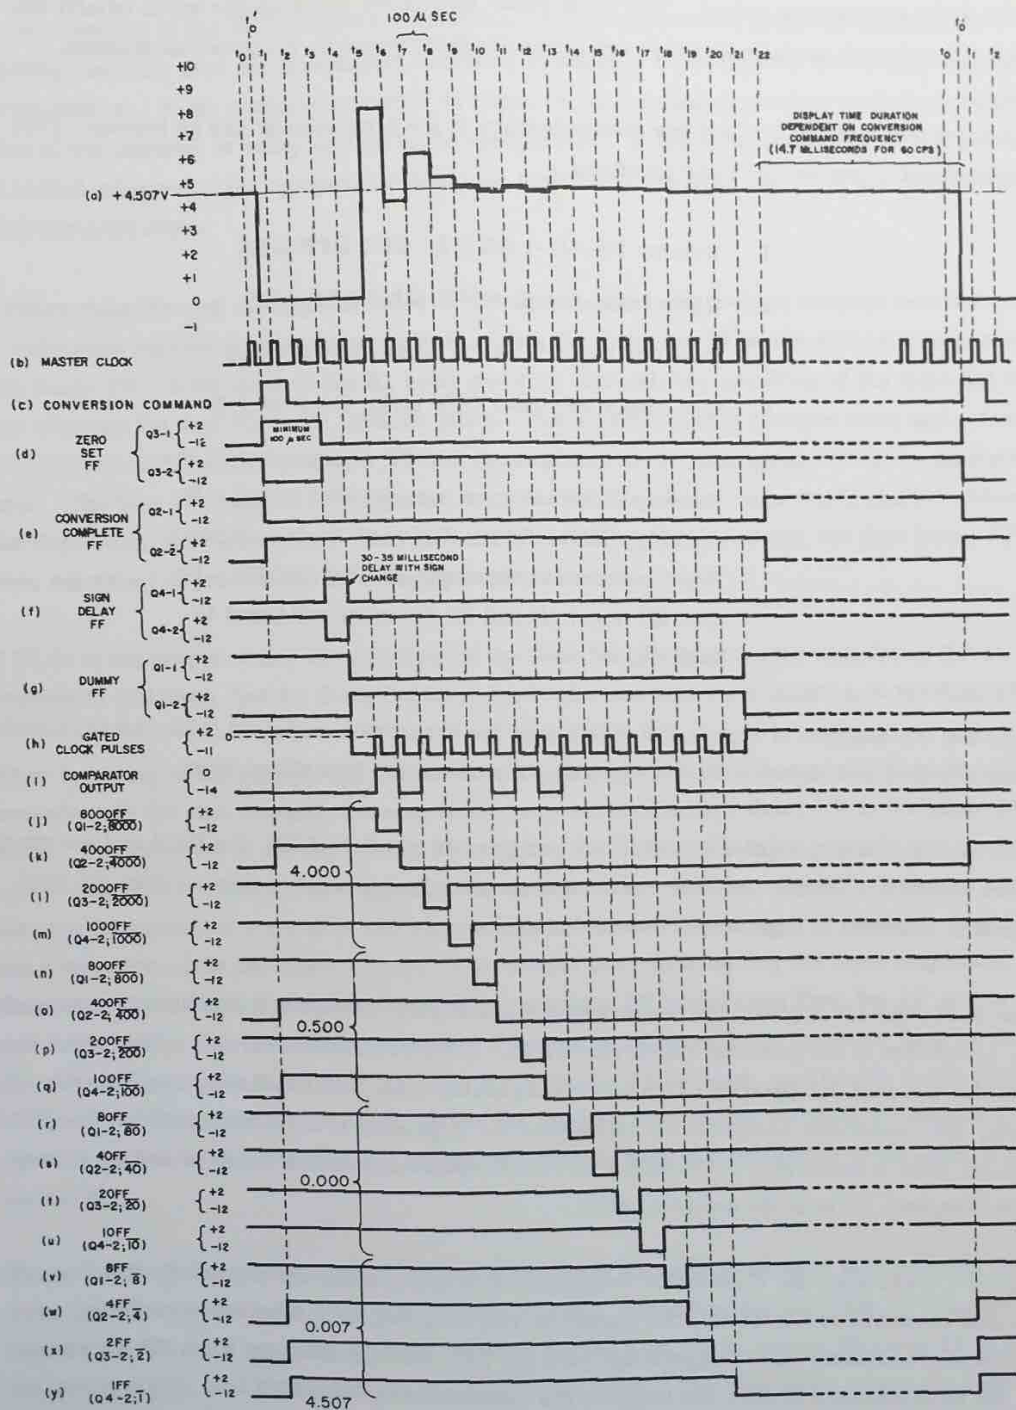 t'0 100 μ SEC t'0
t0 t1 t2 t3 t4 t5 t6 t7 t8 t9 t10 t11 t12 t13 t14 t15 t16 t17 t18 t19 t20 t21 t22 t0 t1 t2
+10
+9
+8
+7
+6
+5
(a) +4.507V
+4
+3
+2
+1
0
-1
DISPLAY TIME DURATION
DEPENDENT ON CONVERSION
COMMAND FREQUENCY
(14.7 MILLISECONDS FOR 60 CPS)
(b) MASTER CLOCK
(c) CONVERSION COMMAND
(d) ZERO SET FF
Q3-1 +2 -12
MINIMUM
100 μ SEC
Q3-2 +2 -12
(e) CONVERSION COMPLETE FF
Q2-1 +2 -12
Q2-2 +2 -12
30-35 MILLISECOND
DELAY WITH SIGN
CHANGE
(f) SIGN DELAY FF
Q4-1 +2 -12
Q4-2 +2 -12
(g) DUMMY FF
Q1-1 +2 -12
Q1-2 +2 -12
(h) GATED CLOCK PULSES +2 -11 0
(i) COMPARATOR OUTPUT 0 -14
(j) 8000FF (Q1-2; 8000) +2 -12
(k) 4000FF (Q2-2; 4000) +2 -12
4.000
(l) 2000FF (Q3-2; 2000) +2 -12
(m) 1000FF (Q4-2; 1000) +2 -12
(n) 800FF (Q1-2; 800) +2 -12
(o) 400FF (Q2-2; 400) +2 -12
0.500
(p) 200FF (Q3-2; 200) +2 -12
(q) 100FF (Q4-2; 100) +2 -12
(r) 80FF (Q1-2; 80) +2 -12
(s) 40FF (Q2-2; 40) +2 -12
0.000
(t) 20FF (Q3-2; 20) +2 -12
(u) 10FF (Q4-2; 10) +2 -12
(v) 8FF (Q1-2; 8) +2 -12
(w) 4FF (Q2-2; 4) +2 -12
0.007
(x) 2FF (Q3-2; 2) +2 -12
(y) 1FF (Q4-2; 1) +2 -12
4.507